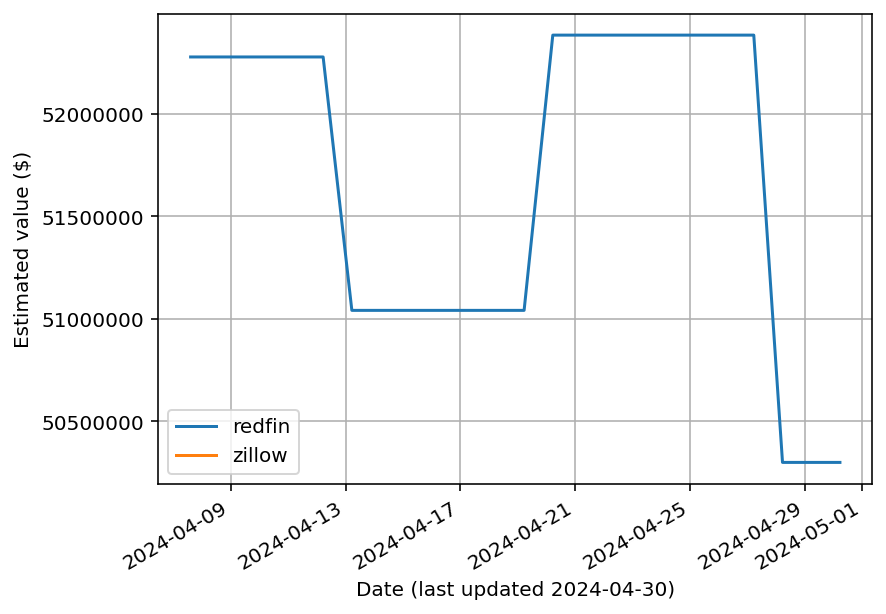 Estimated value ($)
52000000
51500000
51000000
50500000
redfin
zillow
2024-04-09
2024-04-13
2024-04-17
2024-04-21
2024-04-25
2024-04-29
2024-05-01
Date (last updated 2024-04-30)